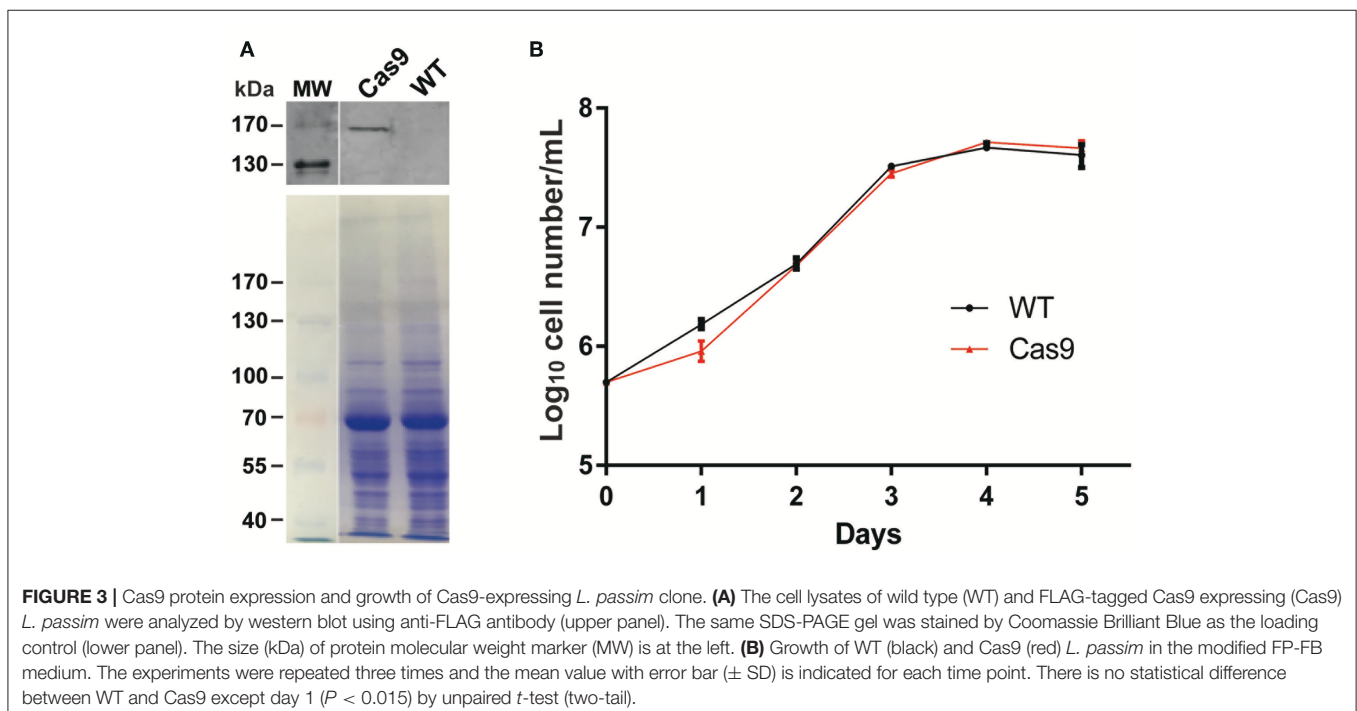 A
kDa MW Cas9 WT
170
130
170
130
100
70
55
40
B
Log10 cell number/mL
8
7
6
5
WT
Cas9
0 1 2 3 4 5
Days
FIGURE 3 | Cas9 protein expression and growth of Cas9-expressing L. passim clone. (A) The cell lysates of wild type (WT) and FLAG-tagged Cas9 expressing (Cas9)
L. passim were analyzed by western blot using anti-FLAG antibody (upper panel). The same SDS-PAGE gel was stained by Coomassie Brilliant Blue as the loading
control (lower panel). The size (kDa) of protein molecular weight marker (MW) is at the left. (B) Growth of WT (black) and Cas9 (red) L. passim in the modified FP-FB
medium. The experiments were repeated three times and the mean value with error bar (± SD) is indicated for each time point. There is no statistical difference
between WT and Cas9 except day 1 (P < 0.015) by unpaired t-test (two-tail).